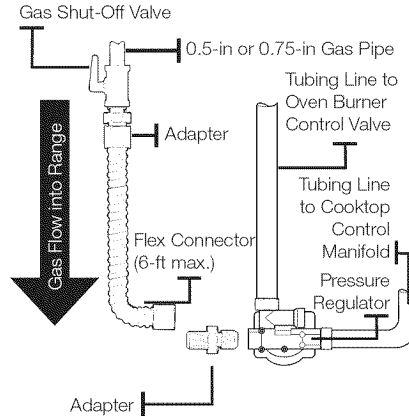 Gas Shut-Off Valve
0.5-in or 0.75-in Gas Pipe
Tubing Line to
Oven Burner
Control Valve
Adapter
Gas Flow into Range
Tubing Line
to Cooktop
Control
Manifold
Flex Connector
(6-ft max.)
Pressure
Regulator
Adapter